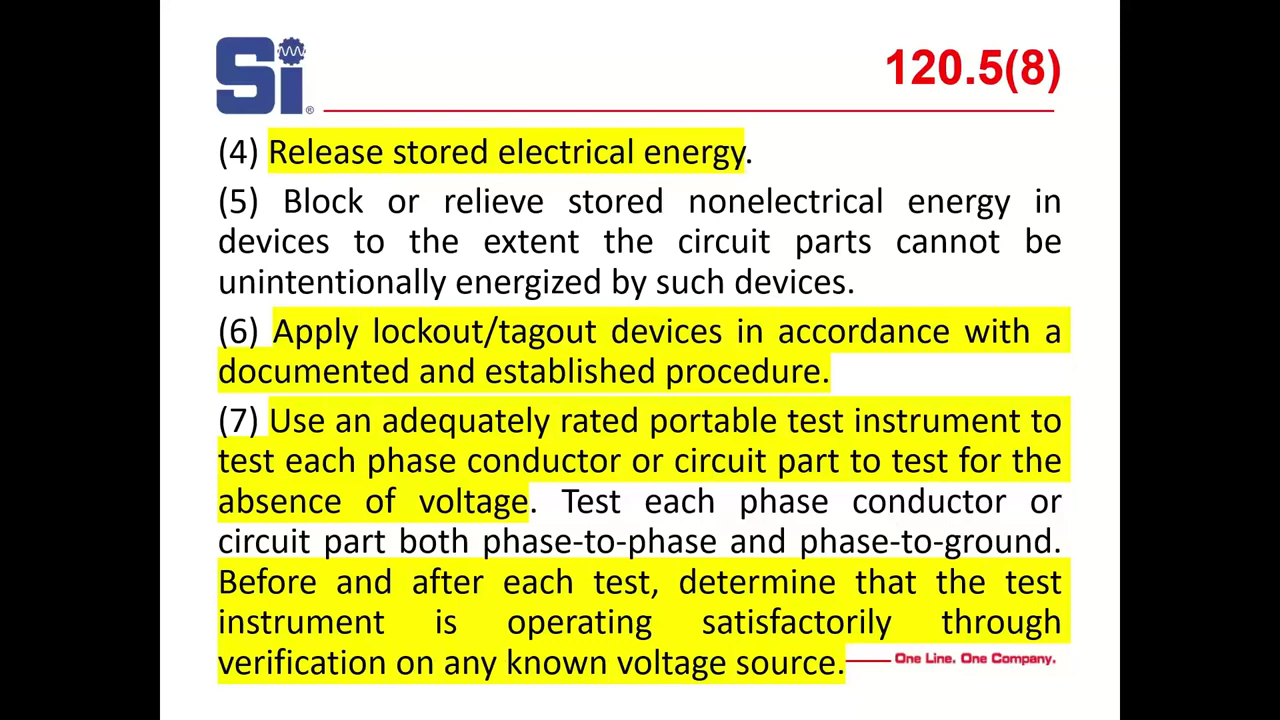 Si®
120.5(8)
(4) Release stored electrical energy.
(5) Block or relieve stored nonelectrical energy in
devices to the extent the circuit parts cannot be
unintentionally energized by such devices.
(6) Apply lockout/tagout devices in accordance with a
documented and established procedure.
(7) Use an adequately rated portable test instrument to
test each phase conductor or circuit part to test for the
absence of voltage. Test each phase conductor or
circuit part both phase-to-phase and phase-to-ground.
Before and after each test, determine that the test
instrument is operating satisfactorily through
verification on any known voltage source.
One Line. One Company.